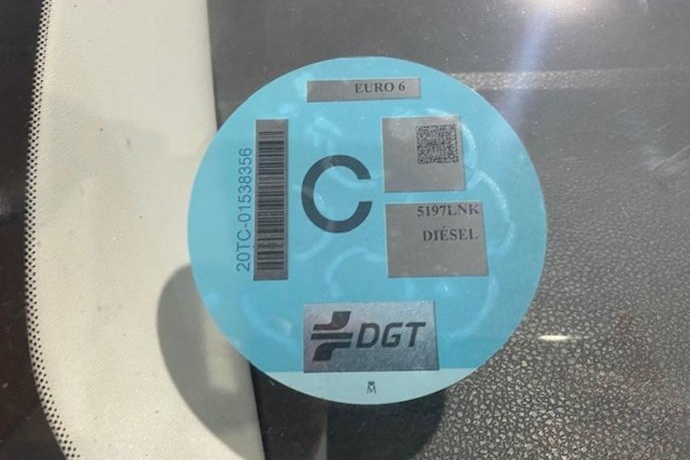 EURO 6
20TC-01538356
C
5197LNK
DIÉSEL
DGT
M